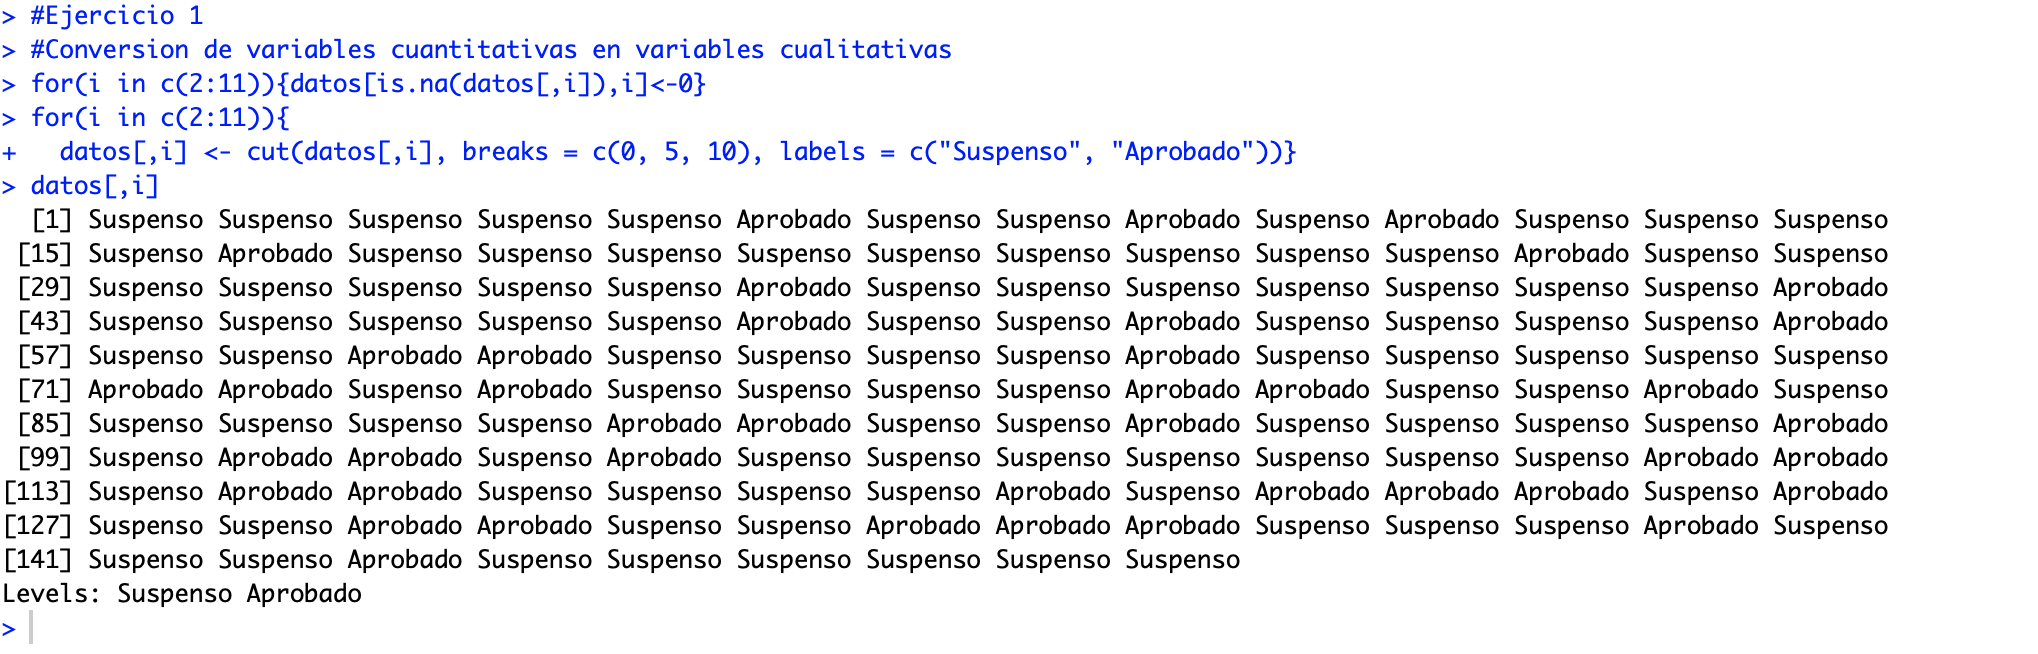 > #Ejercicio 1
> #Conversion de variables cuantitativas en variables cualitativas
> for(i in c(2:11)){datos[is.na(datos[,i]),i]<-0}
> for(i in c(2:11)){
+   datos[,i] <- cut(datos[,i], breaks = c(0, 5, 10), labels = c("Suspenso", "Aprobado"))}
> datos[,i]
  [1] Suspenso Suspenso Suspenso Suspenso Suspenso Aprobado Suspenso Suspenso Aprobado Suspenso Aprobado Suspenso Suspenso Suspenso
 [15] Suspenso Aprobado Suspenso Suspenso Suspenso Suspenso Suspenso Suspenso Suspenso Suspenso Suspenso Aprobado Suspenso Suspenso
 [29] Suspenso Suspenso Suspenso Suspenso Suspenso Aprobado Suspenso Suspenso Suspenso Suspenso Suspenso Suspenso Suspenso Aprobado
 [43] Suspenso Suspenso Suspenso Suspenso Suspenso Aprobado Suspenso Suspenso Aprobado Suspenso Suspenso Suspenso Suspenso Aprobado
 [57] Suspenso Suspenso Aprobado Aprobado Suspenso Suspenso Suspenso Suspenso Aprobado Suspenso Suspenso Suspenso Suspenso Suspenso
 [71] Aprobado Aprobado Suspenso Aprobado Suspenso Suspenso Suspenso Suspenso Aprobado Aprobado Suspenso Suspenso Aprobado Suspenso
 [85] Suspenso Suspenso Suspenso Suspenso Aprobado Aprobado Suspenso Suspenso Aprobado Suspenso Suspenso Suspenso Suspenso Aprobado
 [99] Suspenso Aprobado Aprobado Suspenso Aprobado Suspenso Suspenso Suspenso Suspenso Suspenso Suspenso Suspenso Aprobado Aprobado
[113] Suspenso Aprobado Aprobado Suspenso Suspenso Suspenso Suspenso Aprobado Suspenso Aprobado Aprobado Aprobado Suspenso Aprobado
[127] Suspenso Suspenso Aprobado Aprobado Suspenso Suspenso Aprobado Aprobado Aprobado Suspenso Suspenso Suspenso Aprobado Suspenso
[141] Suspenso Suspenso Aprobado Suspenso Suspenso Suspenso Suspenso Suspenso Suspenso
Levels: Suspenso Aprobado
>